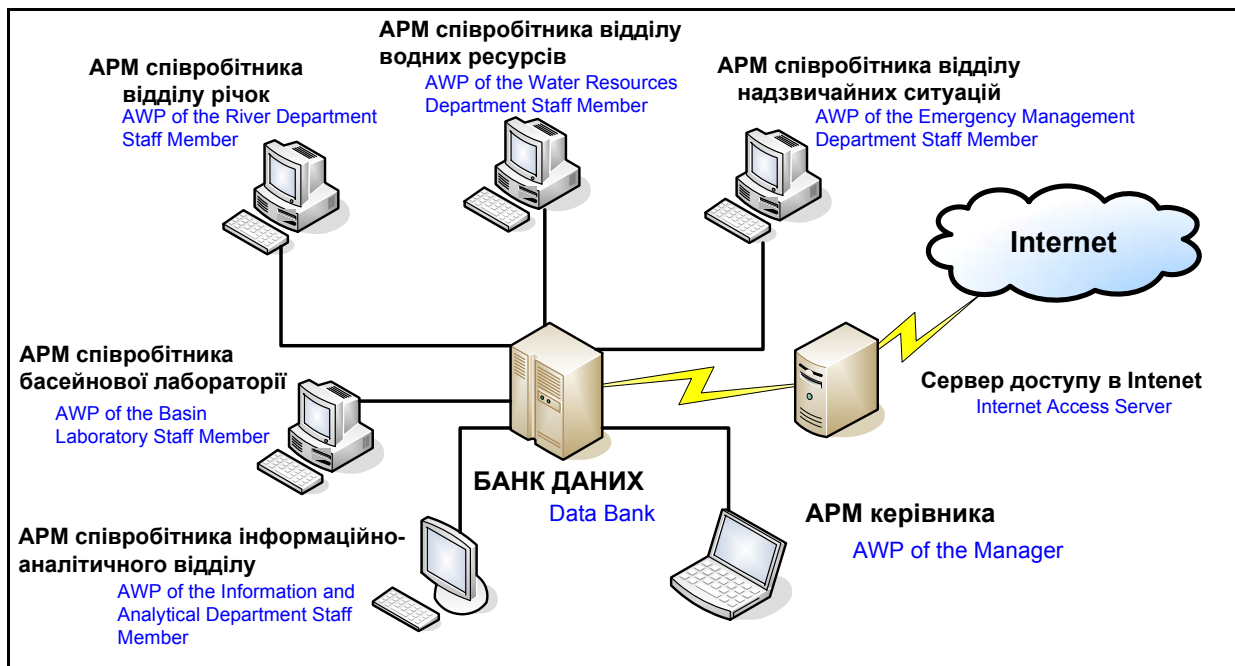 АРМ співробітника
відділу річок
AWP of the River Department
Staff Member
АРМ співробітника відділу
водних ресурсів
AWP of the Water Resources
Department Staff Member
АРМ співробітника відділу
надзвичайних ситуацій
AWP of the Emergency Management
Department Staff Member
Internet
АРМ співробітника
басейнової лабораторії
AWP of the Basin
Laboratory Staff Member
Сервер доступу в Intenet
Internet Access Server
БАНК ДАНИХ
Data Bank
АРМ співробітника інформаційно-
аналітичного відділу
AWP of the Information and
Analytical Department Staff
Member
АРМ керівника
AWP of the Manager